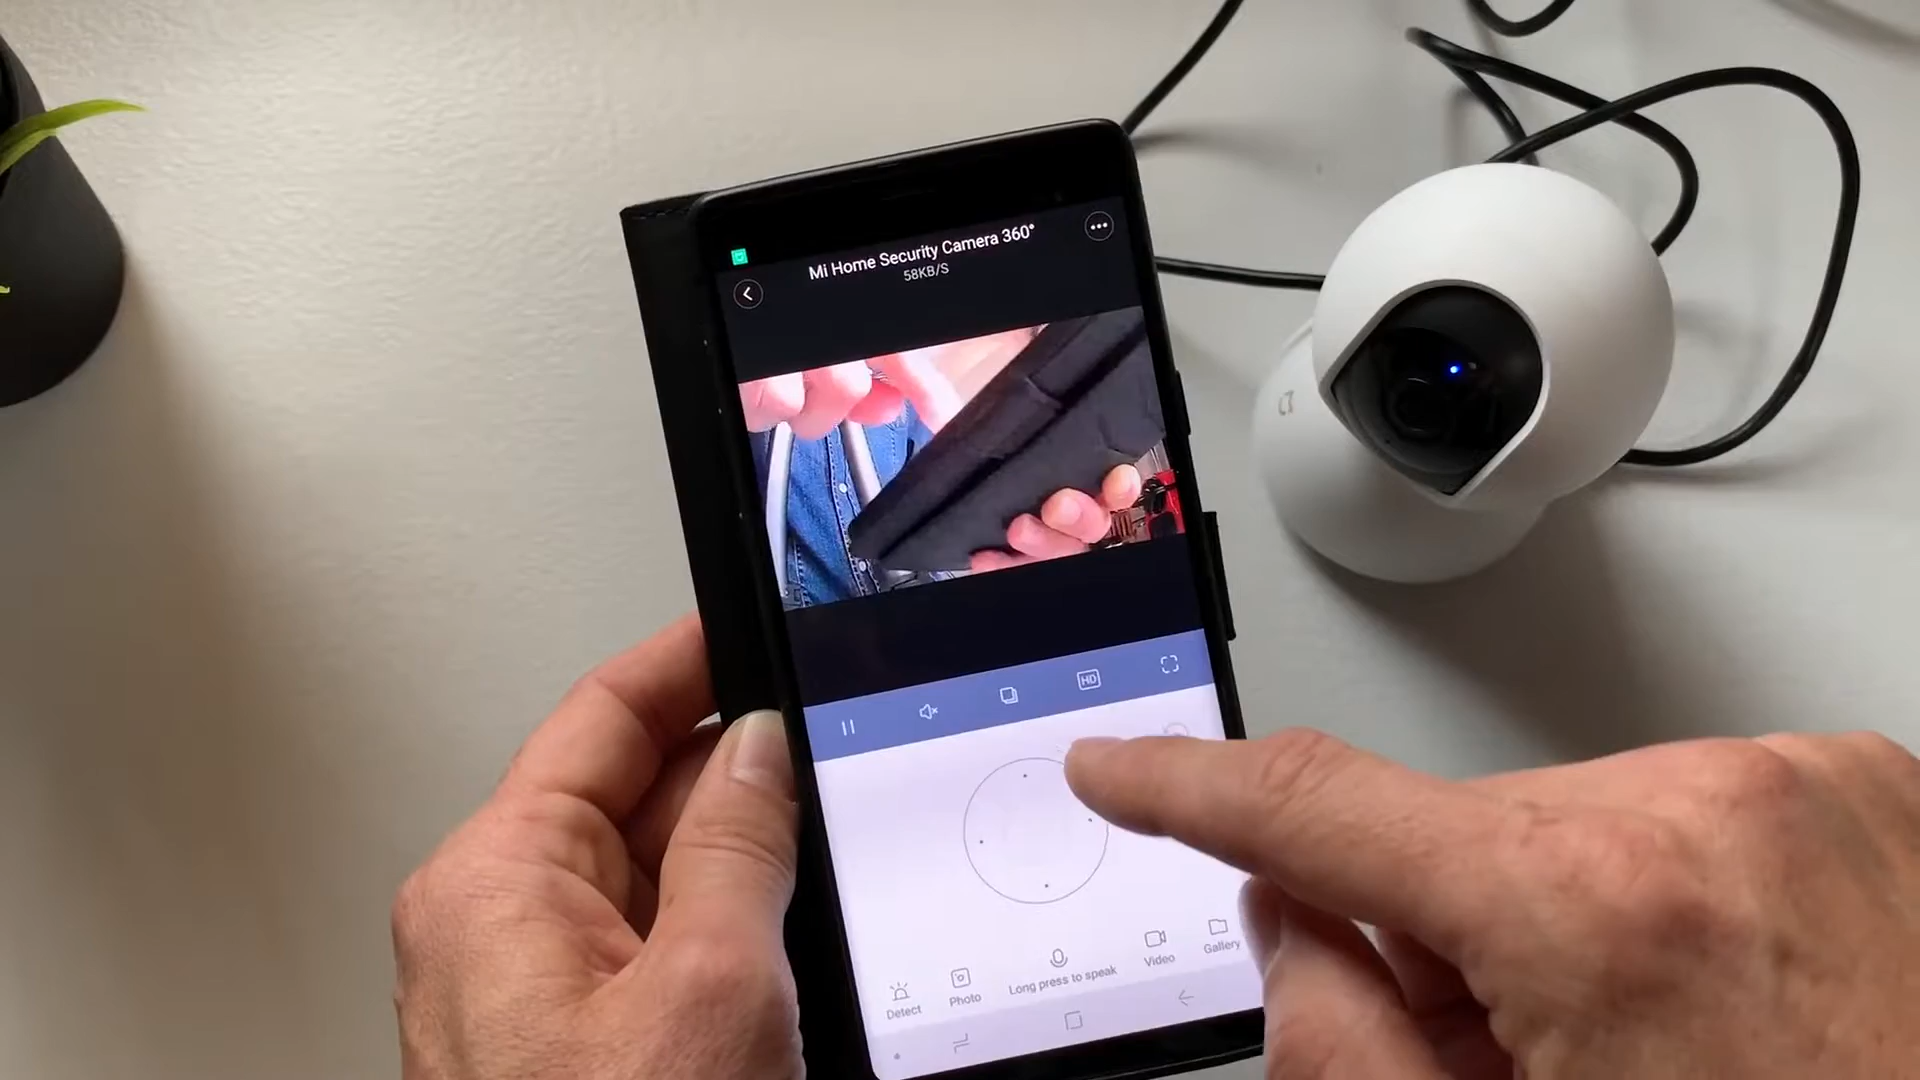 Mi Home Security Camera 360°
58KB/S
HD
Detect
Photo
Long press to speak
Video
Gallery